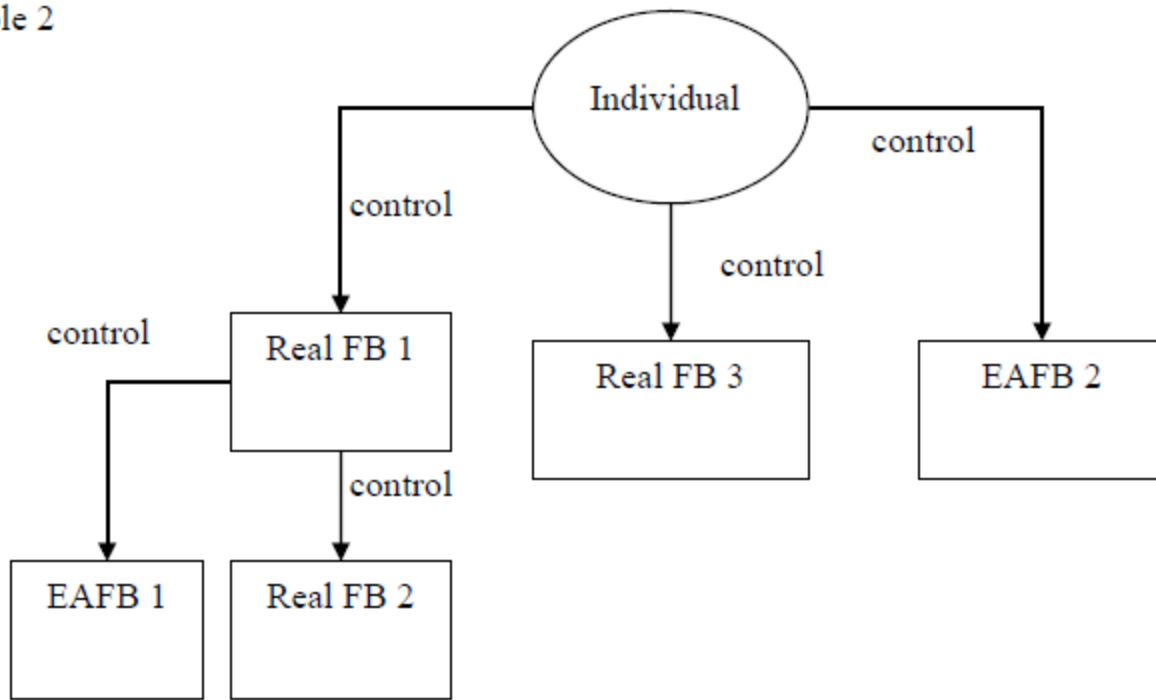 le 2
Individual
control
control
control
control
Real FB 1
Real FB 3
EAFB 2
control
EAFB 1
Real FB 2